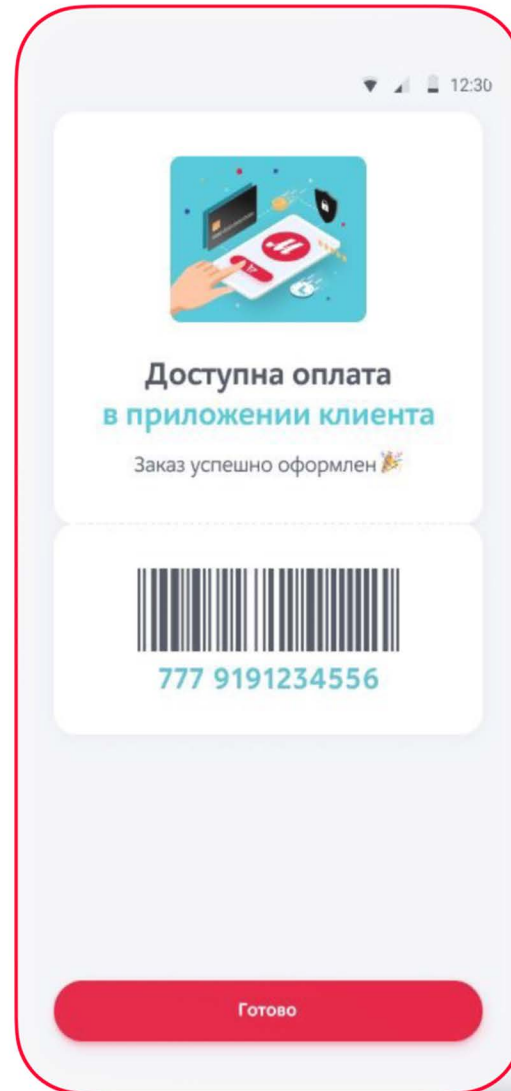 12:30
Доступна оплата
в приложении клиента
Заказ успешно оформлен 🎉
777 9191234556
Готово